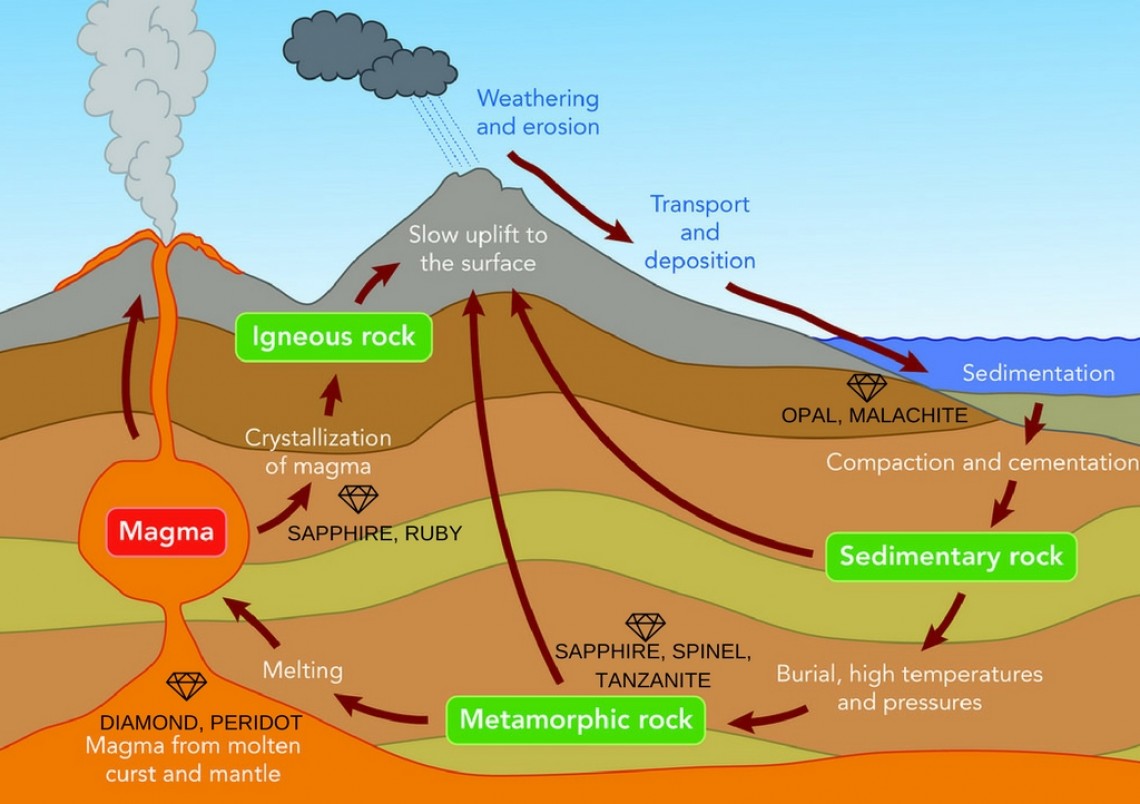 Weathering
and erosion
Transport
and
deposition
Slow uplift to
the surface
Igneous rock
Sedimentation
OPAL, MALACHITE
Crystallization
of magma
Compaction and cementation
SAPPHIRE, RUBY
Magma
Sedimentary rock
SAPPHIRE, SPINEL,
TANZANITE
Melting
Burial, high temperatures
and pressures
Metamorphic rock
DIAMOND, PERIDOT
Magma from molten
curst and mantle